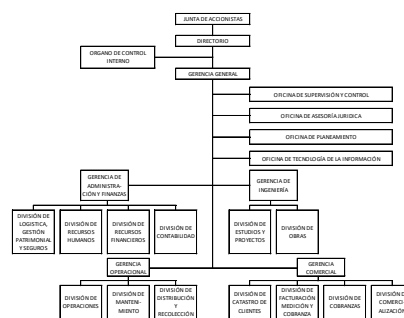 JUNTA DE ACCIONISTAS
DIRECTORIO
ORGANO DE CONTROL
INTERNO
GERENCIA GENERAL
OFICINA DE SUPERVISIÓN Y CONTROL
OFICINA DE ASESORÍA JURIDICA
OFICINA DE PLANEAMIENTO
OFICINA DE TECNOLOGÍA DE LA INFORMACIÓN
GERENCIA DE
ADMINISTRA-
CIÓN Y FINANZAS
GERENCIA DE
INGENIERÍA
DIVISIÓN DE
LOGISTICA,
GESTIÓN
PATRIMONIAL
Y SEGUROS
DIVISIÓN DE
RECURSOS
HUMANOS
DIVISIÓN DE
RECURSOS
FINANCIEROS
DIVISIÓN DE
CONTABILIDAD
DIVISIÓN DE
ESTUDIOS Y
PROYECTOS
DIVISIÓN DE
OBRAS
GERENCIA
OPERACIONAL
GERENCIA
COMERCIAL
DIVISIÓN DE
OPERACIONES
DIVISIÓN DE
MANTENI-
MIENTO
DIVISIÓN DE
DISTRIBUCIÓN
Y
RECOLECCIÓN
DIVISIÓN DE
CATASTRO DE
CLIENTES
DIVISIÓN DE
FACTURACIÓN
MEDICIÓN Y
COBRANZA
DIVISIÓN DE
COBRANZAS
DIVISIÓN DE
COMERCI-
ALIZACIÓN